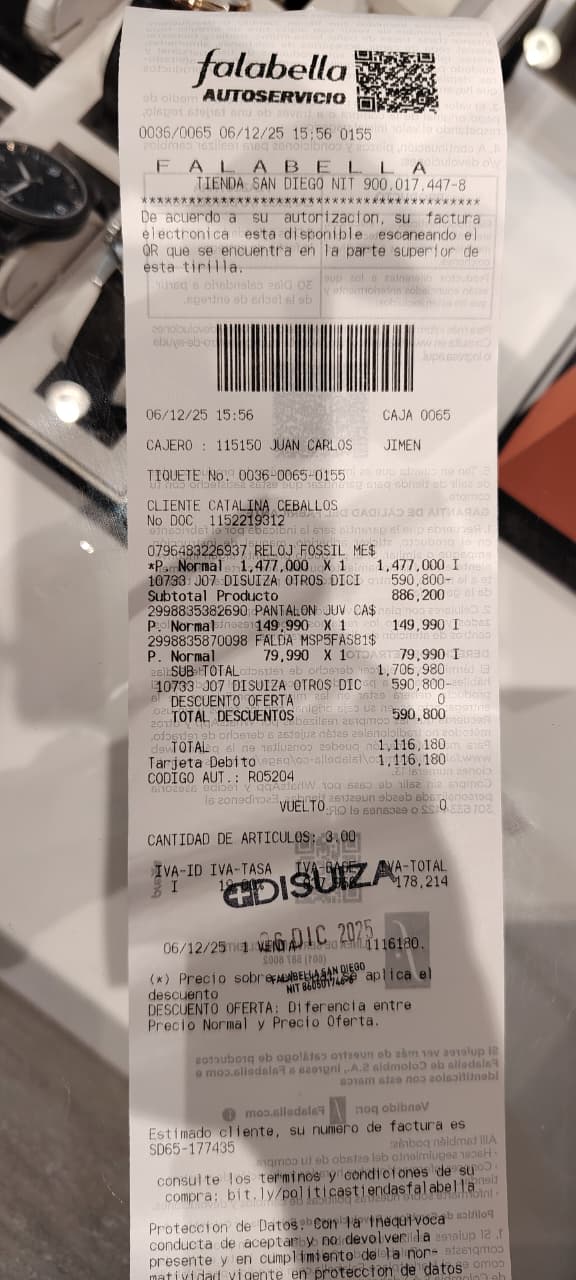 falabella
AUTOSERVICIO
0036/0065 06/12/25 15:56 0155
F A L A B E L L A
TIENDA SAN DIEGO NIT 900.017.447-8
****************************************
De acuerdo a su autorizacion, su factura
electronica esta disponible escaneando el
QR que se encuentra en la parte superior de
esta tirilla.
06/12/25 15:56 CAJA 0065
CAJERO : 115150 JUAN CARLOS JIMEN
TIQUETE No. 0036-0065-0155
CLIENTE CATALINA CEBALLOS
No DOC 1152219312
0796483226937 RELOJ FOSSIL ME$
*P. Normal 1,477,000 X 1 1,477,000 I
10733 J07 DISUIZA OTROS DICI 590,800-
Subtotal Producto 886,200
2998835382690 PANTALON JUV CA$
P. Normal 149,990 X 1 149,990 I
2998835870098 FALDA MSP5FAS81$
P. Normal 79,990 X 1 79,990 I
SUB TOTAL 1,706,980
10733 J07 DISUIZA OTROS DIC 590,800-
DESCUENTO OFERTA 0
TOTAL DESCUENTOS 590,800
TOTAL 1,116,180
Tarjeta Debito 1,116,180
CODIGO AUT.: R05204
VUELTO 0
CANTIDAD DE ARTICULOS: 3.00
IVA-ID IVA-TASA IVA-BASE IVA-TOTAL
I 178,214
DISUIZA
06 DIC 2025
06/12/25 1 VENTA 1116180.
FALABELLA SAN DIEGO
NIT
(*) Precio sobre se aplica el
descuento
DESCUENTO OFERTA: Diferencia entre
Precio Normal y Precio Oferta.
Estimado cliente, su numero de factura es
SD65-177435
consulte los terminos y condiciones de su
compra: bit.ly/politicastiendasfalabella
Proteccion de Datos. Con la inequivoca
conducta de aceptar y no devolver la
presente y en cumplimiento de la nor-
matividad vigente en proteccion de datos